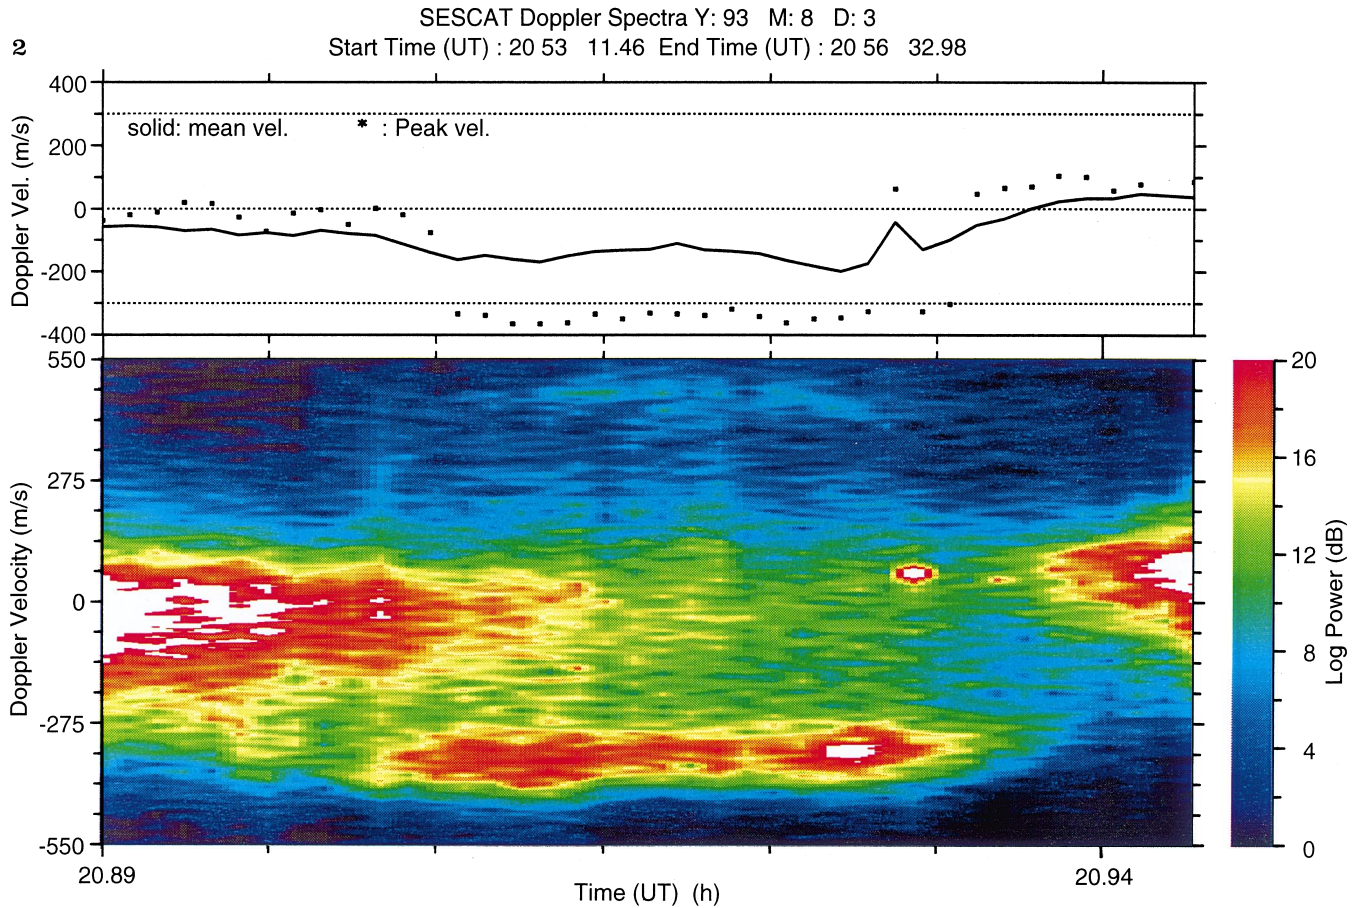 SESCAT Doppler Spectra Y: 93 M: 8 D: 3
2
Start Time (UT) : 20 53 11.46 End Time (UT) : 20 56 32.98
400
200
0
-200
-400
Doppler Vel. (m/s)
solid: mean vel.
* : Peak vel.
550
275
0
-275
-550
Doppler Velocity (m/s)
20.89
20.94
Time (UT) (h)
20
16
12
8
4
0
Log Power (dB)